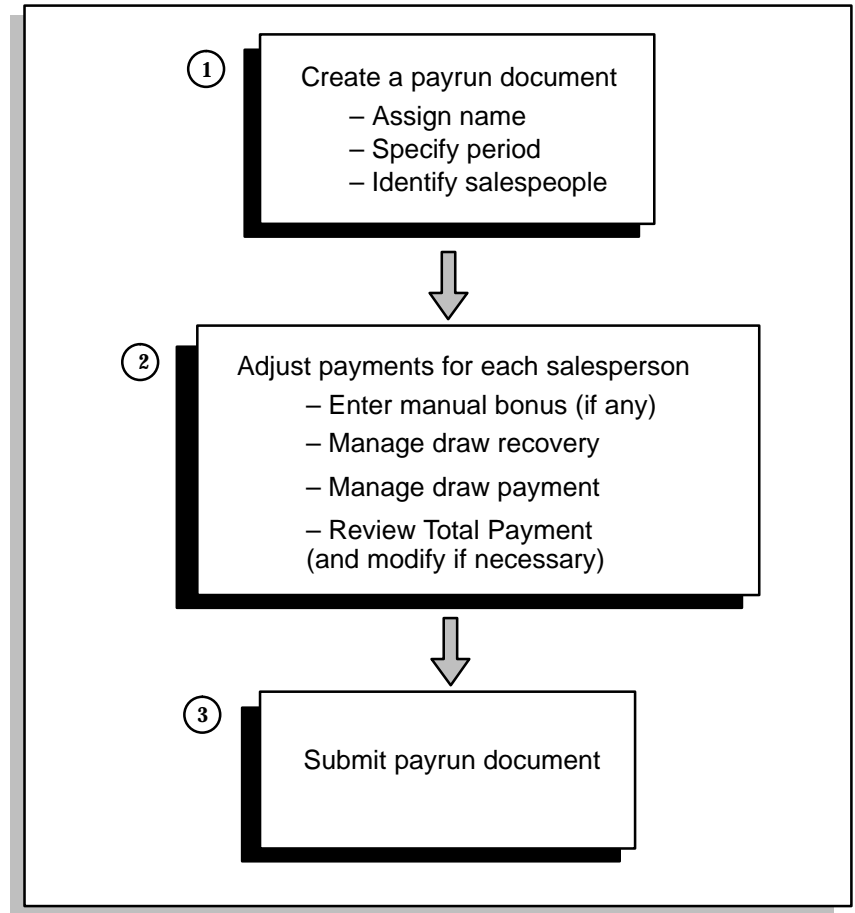 1
Create a payrun document
– Assign name
– Specify period
– Identify salespeople
2
Adjust payments for each salesperson
– Enter manual bonus (if any)
– Manage draw recovery
– Manage draw payment
– Review Total Payment
(and modify if necessary)
3
Submit payrun document